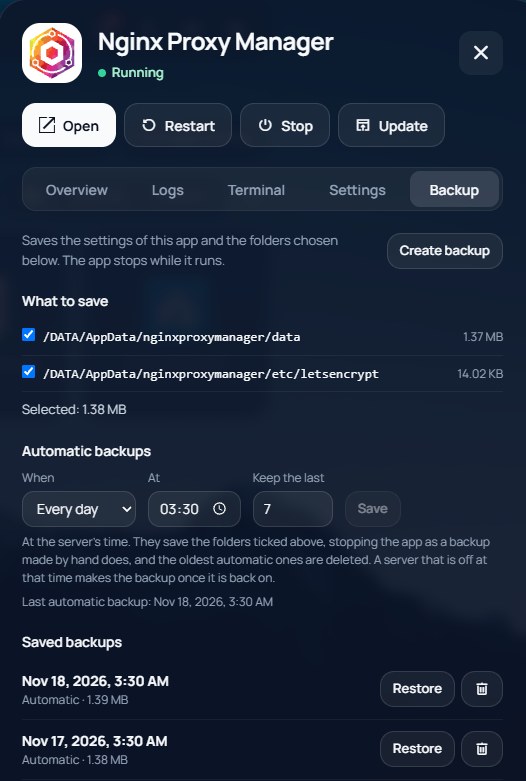 Nginx Proxy Manager
Running
Open
Restart
Stop
Update
Overview
Logs
Terminal
Settings
Backup
Saves the settings of this app and the folders chosen
below. The app stops while it runs.
Create backup
What to save
/DATA/AppData/nginxproxymanager/data
1.37 MB
/DATA/AppData/nginxproxymanager/etc/letsencrypt
14.02 KB
Selected: 1.38 MB
Automatic backups
When
At
Keep the last
Every day
03:30
7
Save
At the server's time. They save the folders ticked above, stopping the app as a backup
made by hand does, and the oldest automatic ones are deleted. A server that is off at
that time makes the backup once it is back on.
Last automatic backup: Nov 18, 2026, 3:30 AM
Saved backups
Nov 18, 2026, 3:30 AM
Automatic · 1.39 MB
Restore
Nov 17, 2026, 3:30 AM
Automatic · 1.38 MB
Restore